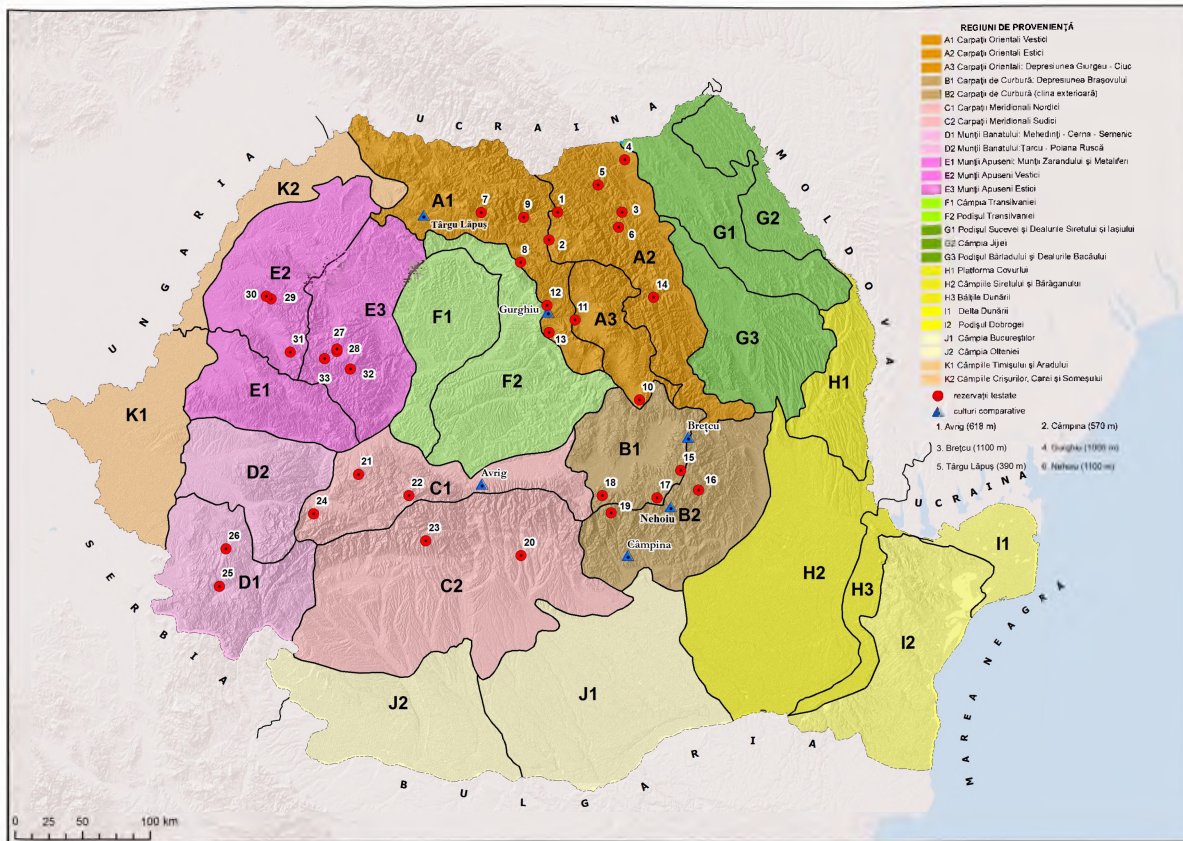 REGIUNI DE PROVENIENȚĂ
A1 Carpații Orientali Vestici
A2 Carpații Orientali Estici
A3 Carpații Orientali: Depresiunea Giurgeu - Ciuc
B1 Carpații de Curbură: Depresiunea Brașovului
B2 Carpații de Curbură (clina exterioară)
C1 Carpații Meridionali Nordici
C2 Carpații Meridionali Sudici
D1 Munții Banatului: Mehedinți - Cerna - Semenic
D2 Munții Banatului:Țarcu - Poiana Ruscă
E1 Munții Apuseni: Munții Zarandului și Metaliferi
E2 Munții Apuseni Vestici
E3 Munții Apuseni Estici
F1 Câmpia Transilvaniei
F2 Podișul Transilvaniei
G1 Podișul Sucevei și Dealurile Siretului și Iașiului
G2 Câmpia Jijiei
G3 Podișul Bârladului și Dealurile Bacăului
H1 Platforma Covurlui
H2 Câmpiile Siretului și Bărăganului
H3 Bălțile Dunării
I1 Delta Dunării
I2 Podișul Dobrogei
J1 Câmpia Bucureștilor
J2 Câmpia Olteniei
K1 Câmpiile Timișului și Aradului
K2 Câmpiile Crișurilor, Carei și Someșului
rezervații testate
culturi comparative
1. Avrig (618 m) 2. Câmpina (570 m)
3. Brețcu (1100 m) 4. Gurghiu
5. Târgu Lăpuș (390 m) 6. Nehoiu (1100 m)
UCRAINA
MOLDOVA
UNGARIA
SERBIA
BULGARIA
UCRAINA
MAREA NEAGRĂ
K2
A1
Târgu Lăpuș
7
9
1
2
8
5
4
3
6
A2
G1
G2
E2
30
29
31
E3
27
28
33
32
E1
K1
F1
F2
Gurghiu
12
11
13
A3
14
10
G3
H1
D2
21
24
22
C1
Avrig
B1
Brețcu
15
16
17
18
19
B2
Nehoiu
Câmpina
26
25
D1
23
20
C2
H2
H3
I1
I2
J2
J1
0 25 50 100 km